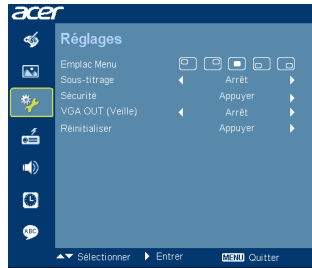 acer
Réglages
Emplac Menu
Sous-titrage Arrêt
Sécurité Appuyer
VGA OUT (Veille) Arrêt
Réinitialiser Appuyer
ABC
Sélectionner Entrer MENU Quitter